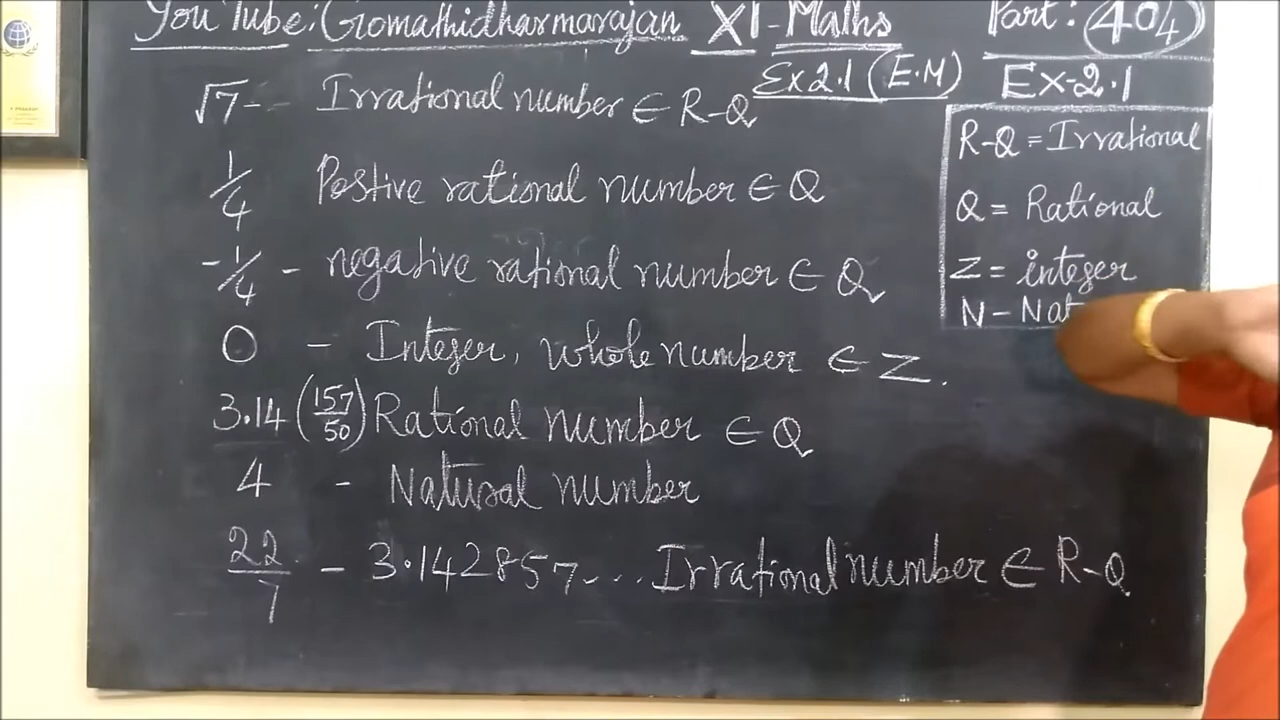 YouTube: Gomathidharmarajan XI-Maths Part: 404
Ex 2.1 (E.M) Ex-2.1
√7 - Irrational number ∈ R-Q
1/4 Postive rational number ∈ Q
-1/4 - negative rational number ∈ Q
0 - Integer, whole number ∈ Z.
3.14 (157/50) Rational number ∈ Q
4 - Natural number
22/7 - 3.142857... Irrational number ∈ R-Q
R-Q = Irrational
Q = Rational
Z = integer
N - Nat